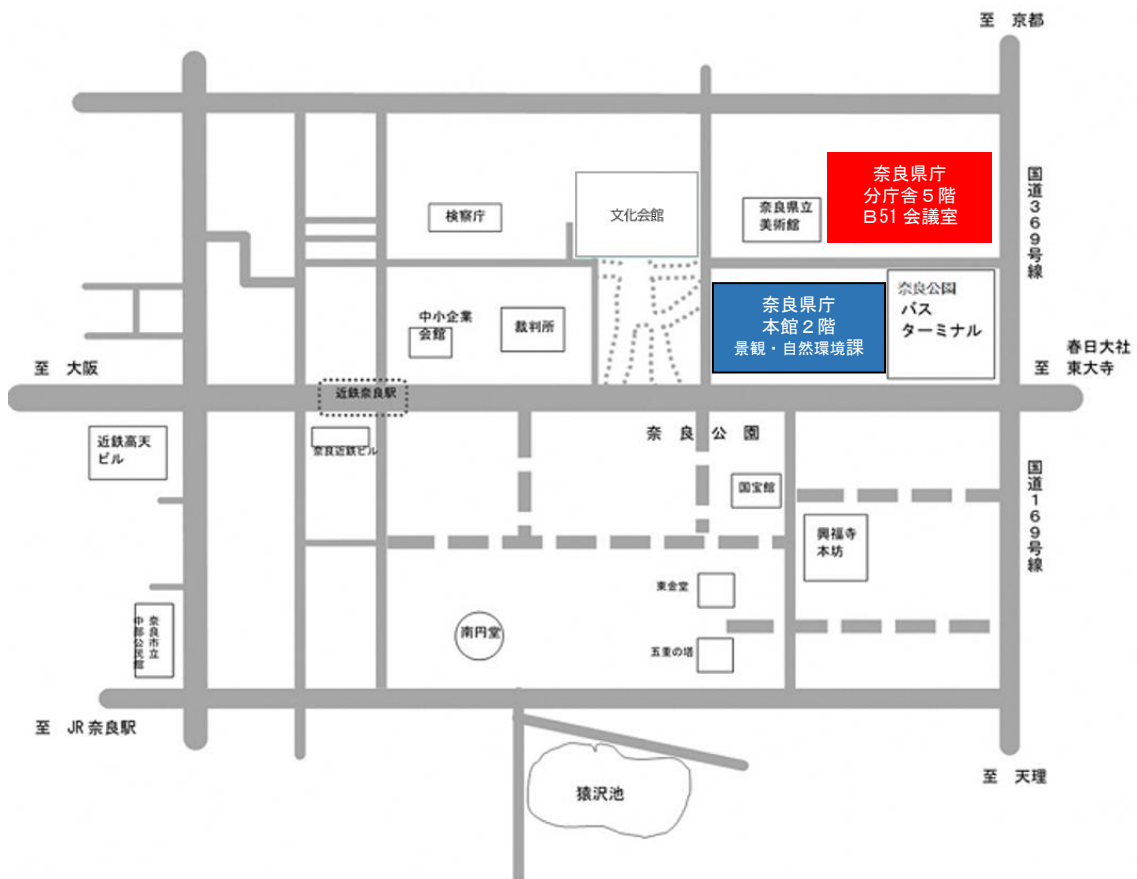 至　京都
奈良県庁
分庁舎５階
Ｂ51 会議室
国道３６９号線
奈良県立
美術館
文化会館
検察庁
奈良公園
バス
ターミナル
奈良県庁
本館２階
景観・自然環境課
中小企業
会館
裁判所
春日大社
至　東大寺
至　大阪
近鉄奈良駅
奈良公園
近鉄高天
ビル
奈良近鉄ビル
国宝館
国道１６９号線
興福寺
本坊
東金堂
南円堂
五重の塔
奈良市立
中部公民館
至　JR奈良駅
至　天理
猿沢池